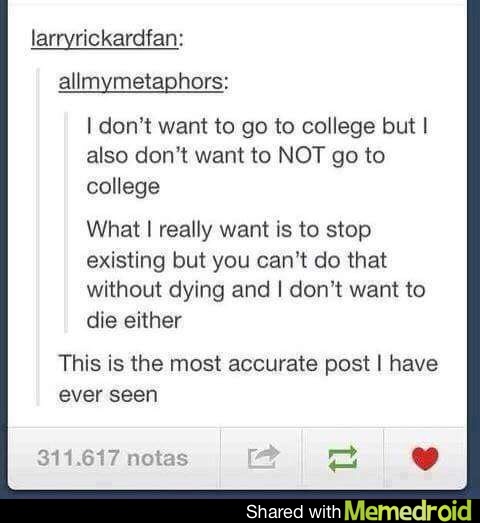 larryrickardfan:
allmymetaphors:
I don't want to go to college but I
also don't want to NOT go to
college
What I really want is to stop
existing but you can't do that
without dying and I don't want to
die either
This is the most accurate post I have
ever seen
311.617 notas
Shared with Memedroid